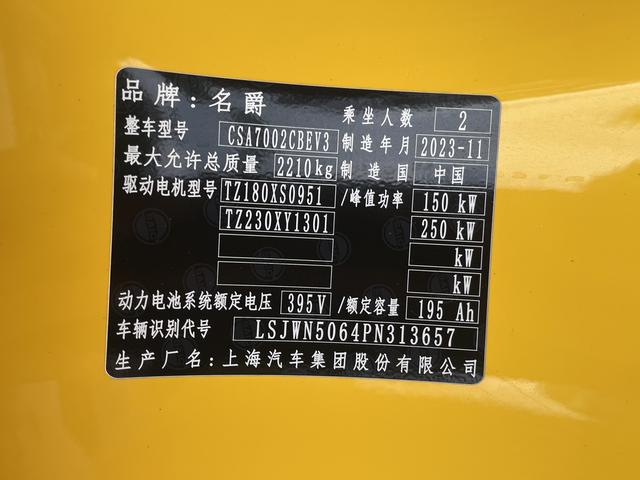 品牌:名爵 乘坐人数 2
整车型号 CSA7002CBEV3 制造年月 2023-11
最大允许总质量 2210kg 制造国 中国
驱动电机型号 TZ180XS0951 /峰值功率 150 kW
TZ230XY1301 250 kW
kW
kW
动力电池系统额定电压 395V /额定容量 195 Ah
车辆识别代号 LSJWN5064PN313657
生产厂名:上海汽车集团股份有限公司